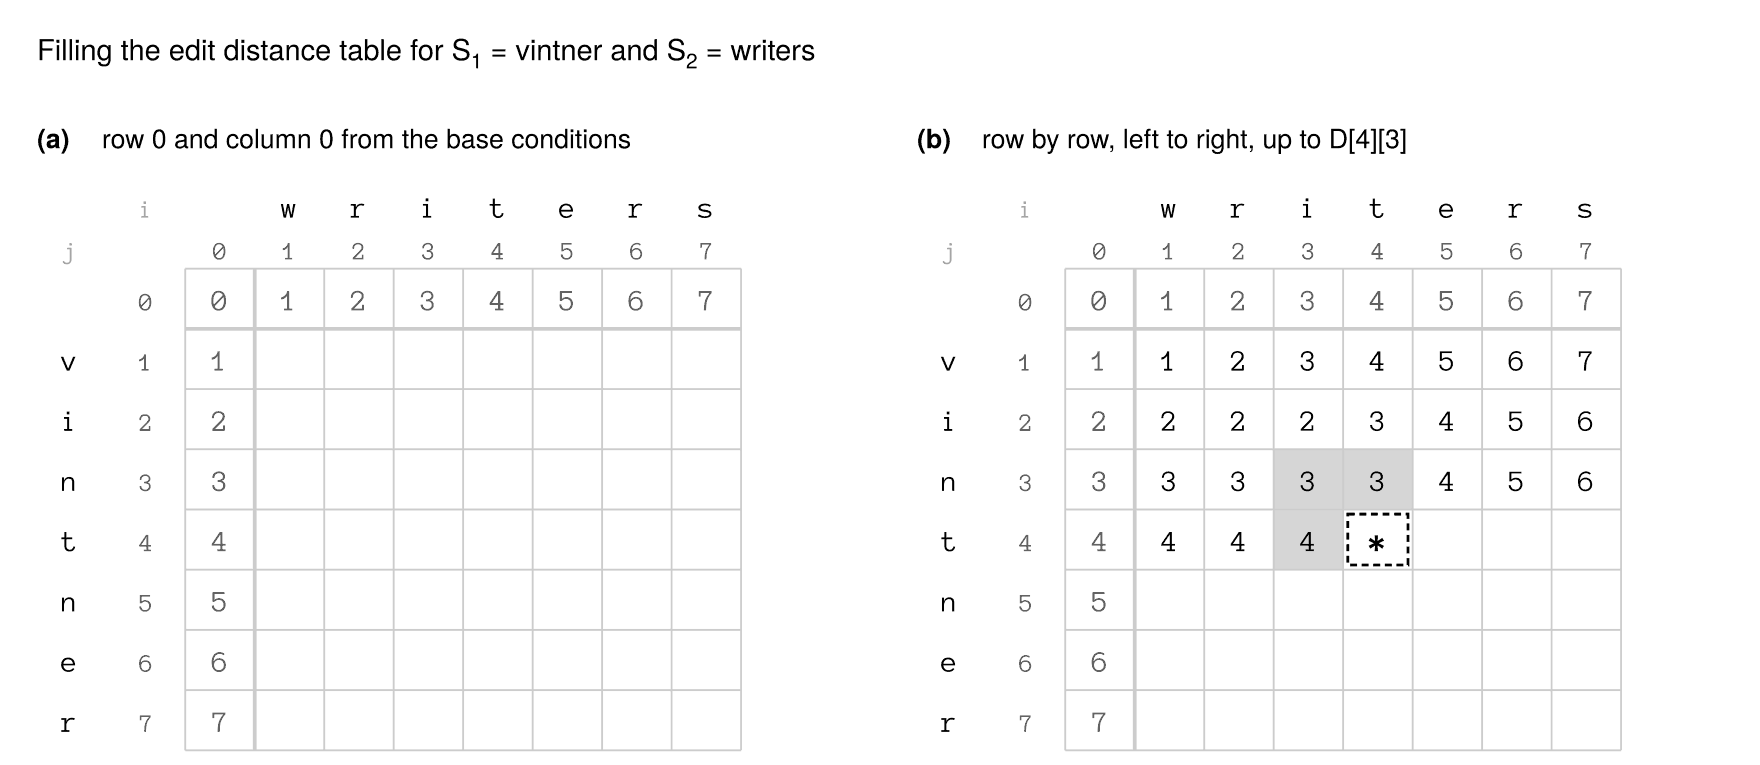 Filling the edit distance table for S1 = vintner and S2 = writers
(a) row 0 and column 0 from the base conditions
i w r i t e r s
j 0 1 2 3 4 5 6 7
0 0 1 2 3 4 5 6 7
v 1 1
i 2 2
n 3 3
t 4 4
n 5 5
e 6 6
r 7 7
(b) row by row, left to right, up to D[4][3]
i w r i t e r s
j 0 1 2 3 4 5 6 7
0 0 1 2 3 4 5 6 7
v 1 1 1 2 3 4 5 6 7
i 2 2 2 2 2 3 4 5 6
n 3 3 3 3 3 3 4 5 6
t 4 4 4 4 4 *
n 5 5
e 6 6
r 7 7